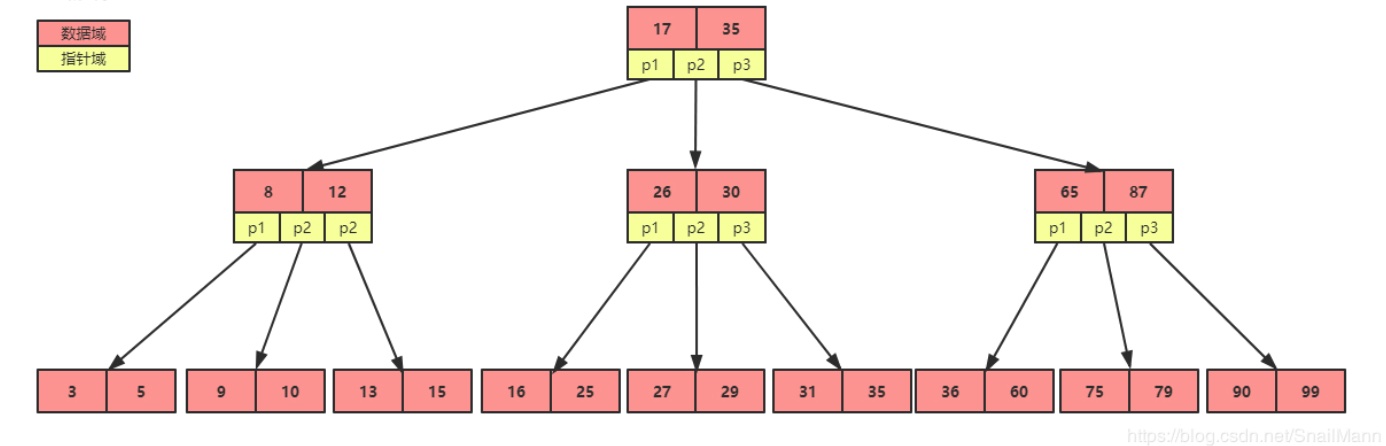 数据域
指针域
17 35
p1 p2 p3
8 12
p1 p2 p2
26 30
p1 p2 p3
65 87
p1 p2 p3
3 5
9 10
13 15
16 25
27 29
31 35
36 60
75 79
90 99
https://blog.csdn.net/SnailMann